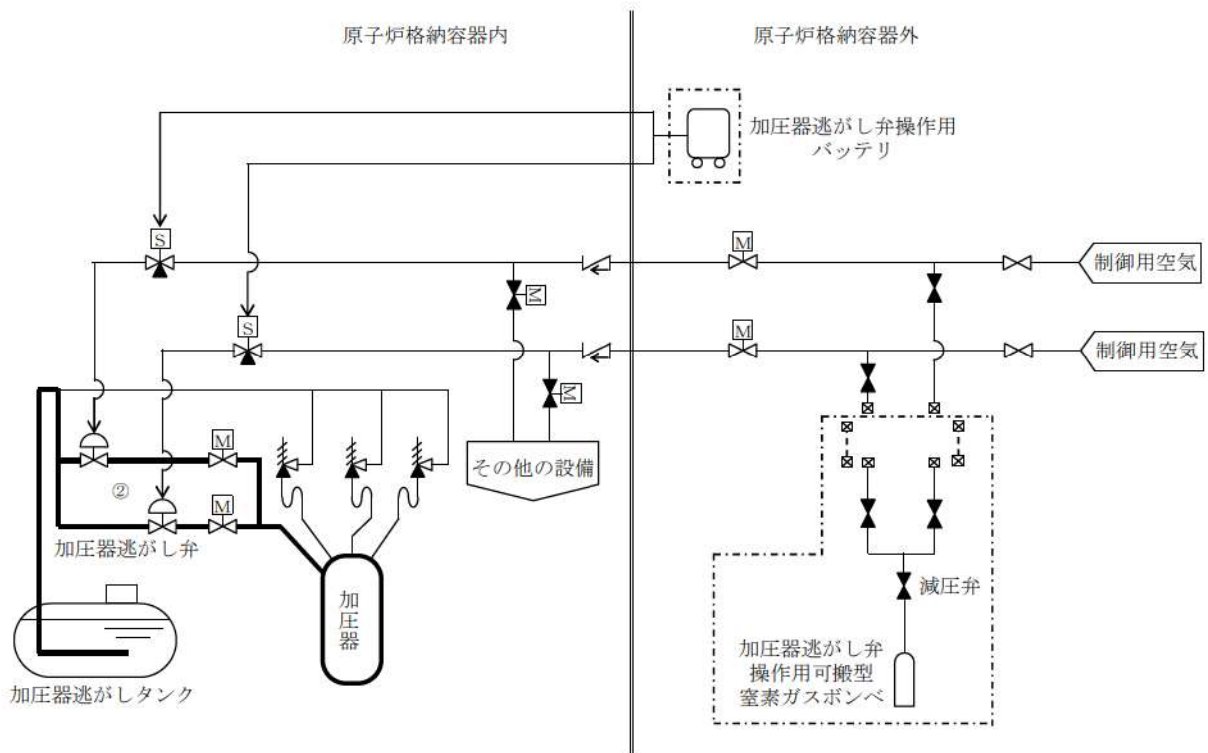 原子炉格納容器内
原子炉格納容器外
加圧器逃がし弁操作用
バッテリ
S
M
制御用空気
M
S
M
制御用空気
M
M
その他の設備
②
M
加圧器逃がし弁
加圧器
減圧弁
加圧器逃がし弁
操作用可搬型
窒素ガスボンベ
加圧器逃がしタンク